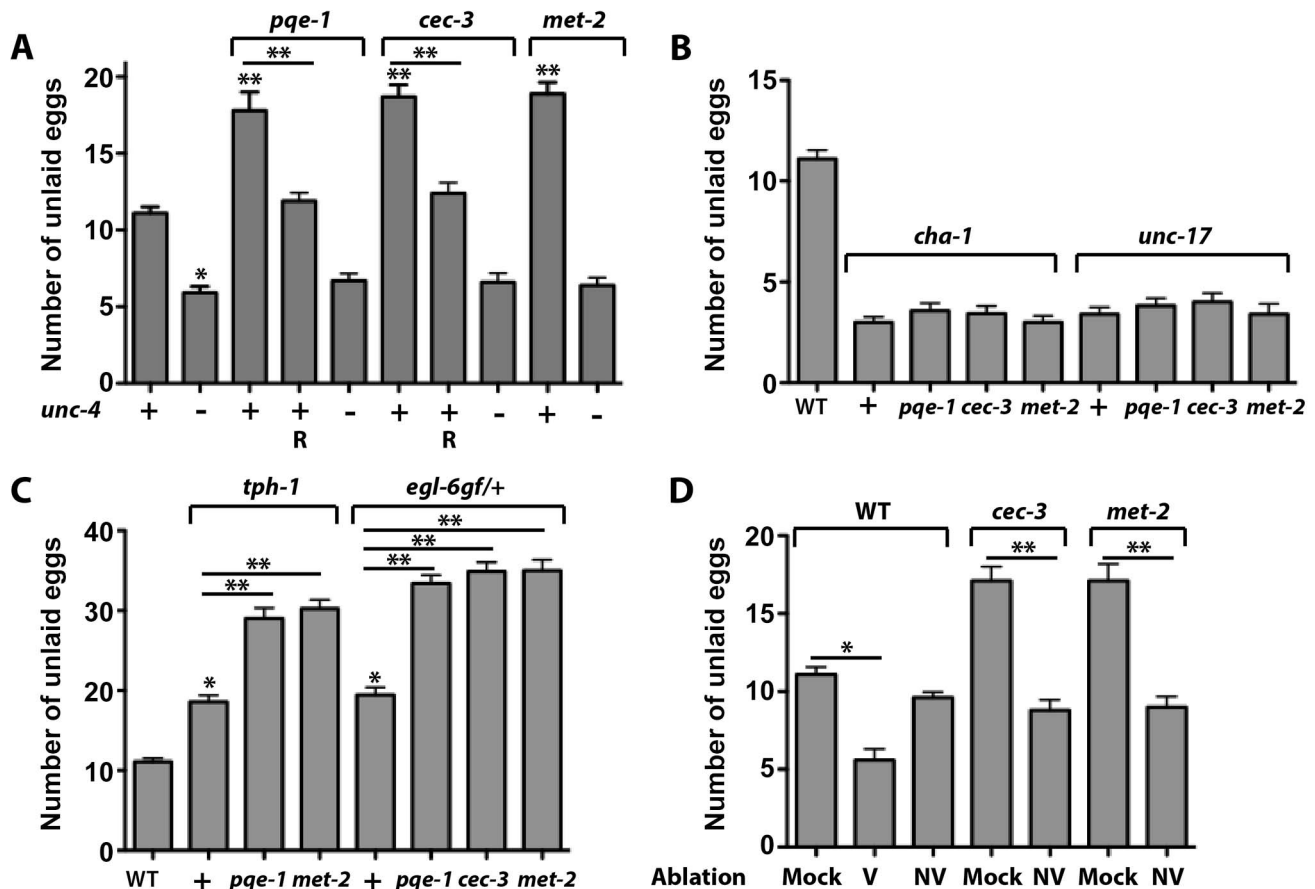 A
pqe-1 cec-3 met-2
** **
** ** **
*
Number of unlaid eggs
20
15
10
5
0
unc-4 + - + + - + + - + -
R R
B
Number of unlaid eggs
15
10
5
0
cha-1 unc-17
WT + pqe-1 cec-3 met-2 + pqe-1 cec-3 met-2
C
tph-1 egl-6gf/+
**
**
** **
**
* *
Number of unlaid eggs
40
30
20
10
0
WT + pqe-1 met-2 + pqe-1 cec-3 met-2
D
WT cec-3 met-2
** **
*
Number of unlaid eggs
20
15
10
5
0
Ablation Mock V NV Mock NV Mock NV